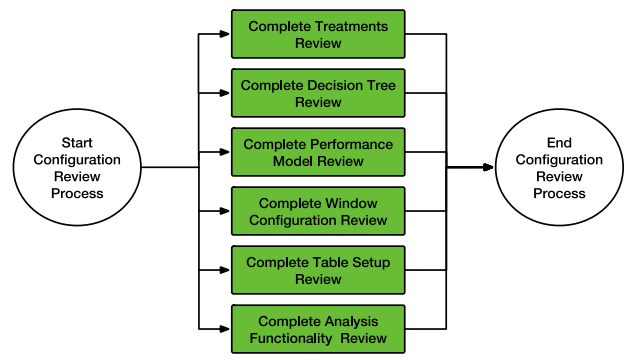 Start
Configuration
Review
Process
Complete Treatments
Review
Complete Decision Tree
Review
Complete Performance
Model Review
Complete Window
Configuration Review
Complete Table Setup
Review
Complete Analysis
Functionality Review
End
Configuration
Review
Process